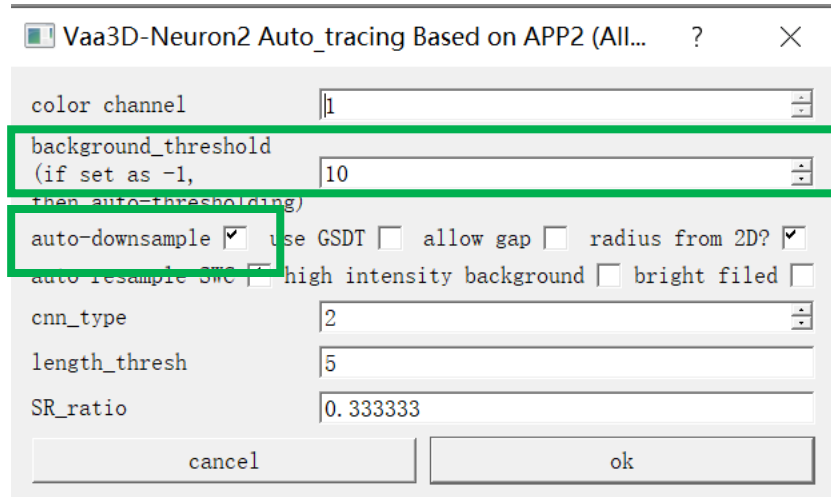 Vaa3D-Neuron2 Auto_tracing Based on APP2 (All... ?
color channel 1
background_threshold
(if set as -1, 10
then auto-thresholding)
auto-downsample use GSDT allow gap radius from 2D?
auto resample SWC high intensity background bright filed
cnn_type 2
length_thresh 5
SR_ratio 0.333333
cancel ok